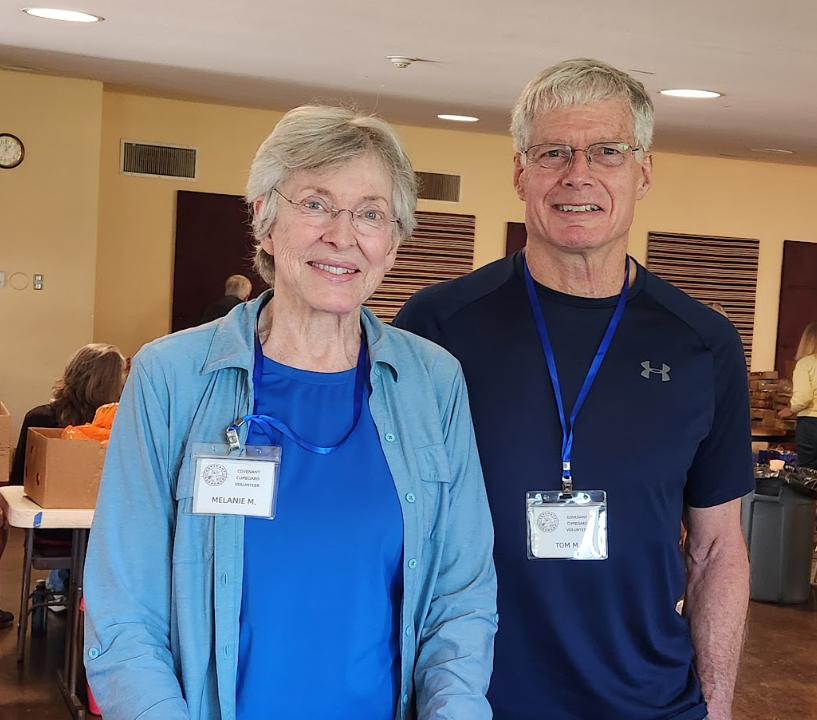 COVENANT
CUPBOARD
VOLUNTEER
MELANIE M.
COVENANT
CUPBOARD
VOLUNTEER
TOM M.